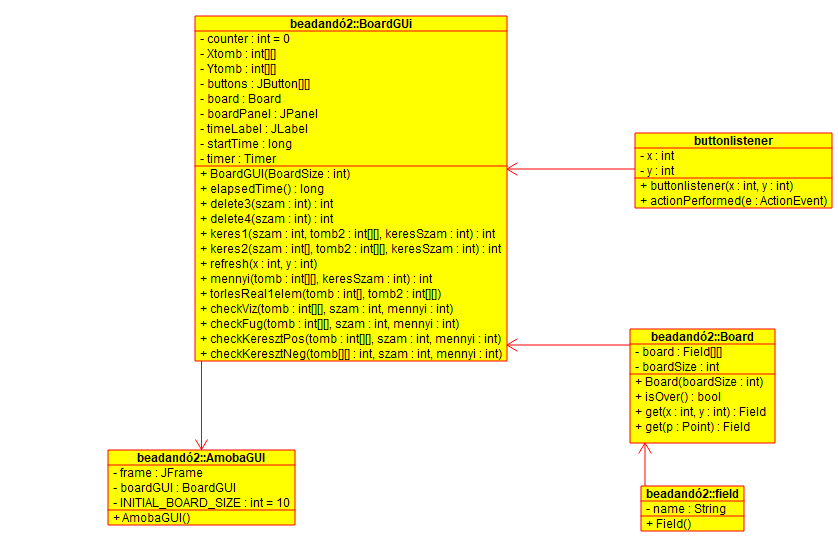 beadandó2::BoardGUi
- counter : int = 0
- Xtomb : int[][]
- Ytomb : int[][]
- buttons : JButton[][]
- board : Board
- boardPanel : JPanel
- timeLabel : JLabel
- startTime : long
- timer : Timer
+ BoardGUI(BoardSize : int)
+ elapsedTime() : long
+ delete3(szam : int) : int
+ delete4(szam : int) : int
+ keres1(szam : int, tomb2 : int[][], keresSzam : int) : int
+ keres2(szam : int[], tomb2 : int[][], keresSzam : int) : int
+ refresh(x : int, y : int)
+ mennyi(tomb : int[][], keresSzam : int) : int
+ torlesReal1elem(tomb : int[], tomb2 : int[][])
+ checkViz(tomb : int[][], szam : int, mennyi : int)
+ checkFug(tomb : int[][], szam : int, mennyi : int)
+ checkKeresztPos(tomb : int[][], szam : int, mennyi : int)
+ checkKeresztNeg(tomb[][] : int, szam : int, mennyi : int)
buttonlistener
- x : int
- y : int
+ buttonlistener(x : int, y : int)
+ actionPerformed(e : ActionEvent)
beadandó2::Board
- board : Field[][]
- boardSize : int
+ Board(boardSize : int)
+ isOver() : bool
+ get(x : int, y : int) : Field
+ get(p : Point) : Field
beadandó2::AmobaGUI
- frame : JFrame
- boardGUI : BoardGUI
- INITIAL_BOARD_SIZE : int = 10
+ AmobaGUI()
beadandó2::field
- name : String
+ Field()